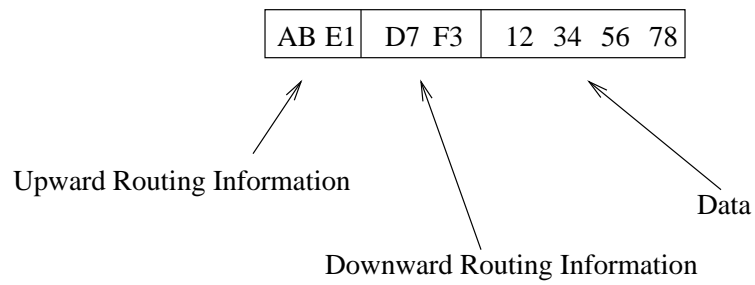 AB E1 D7 F3 12 34 56 78
Upward Routing Information
Data
Downward Routing Information